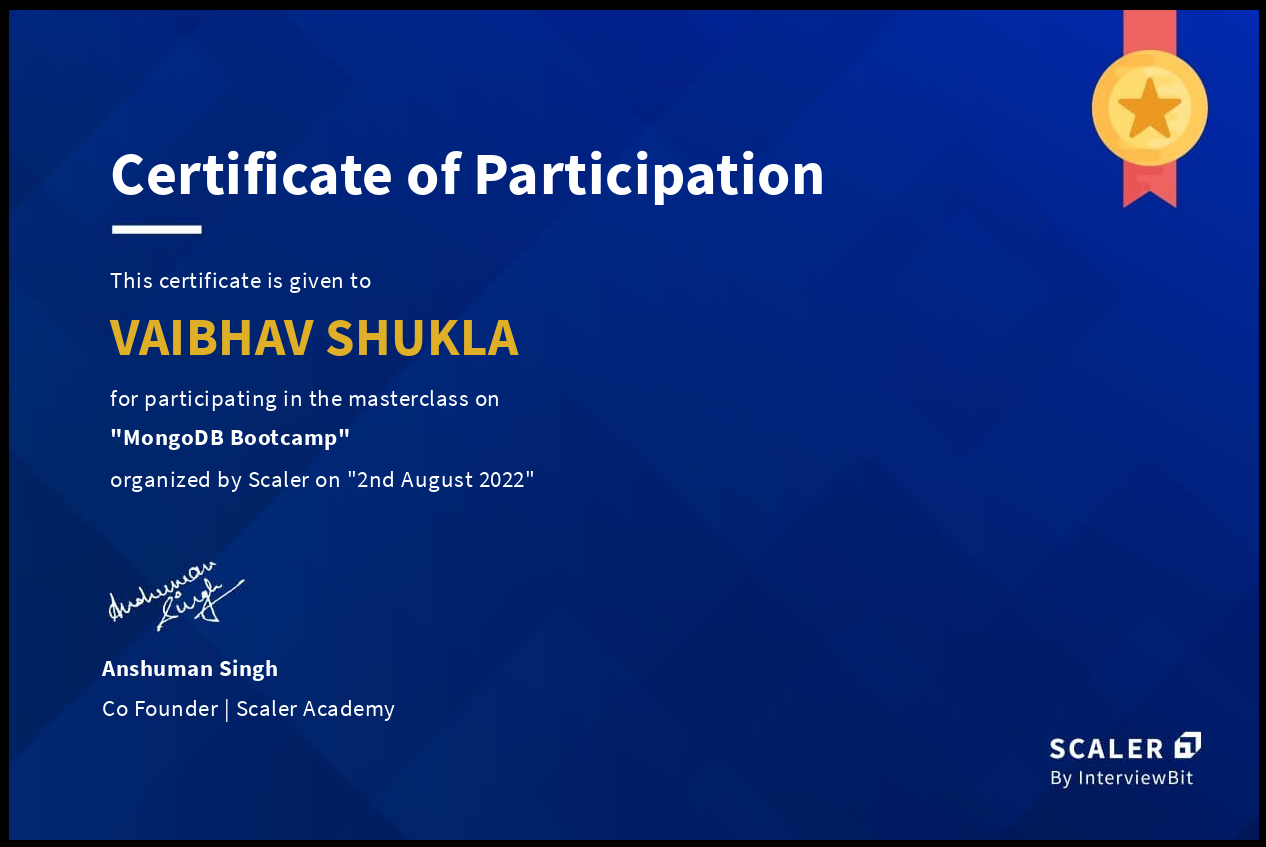 Certificate of Participation
This certificate is given to
VAIBHAV SHUKLA
for participating in the masterclass on
"MongoDB Bootcamp"
organized by Scaler on "2nd August 2022"
Anshuman
Singh
Anshuman Singh
Co Founder | Scaler Academy
SCALER
By InterviewBit